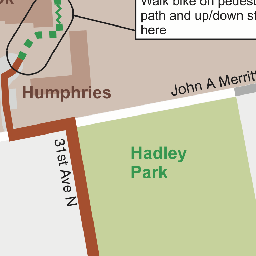 Walk bike on pedest
path and up/down st
here
Humphries
John A Merritt
31st Ave N
Hadley
Park